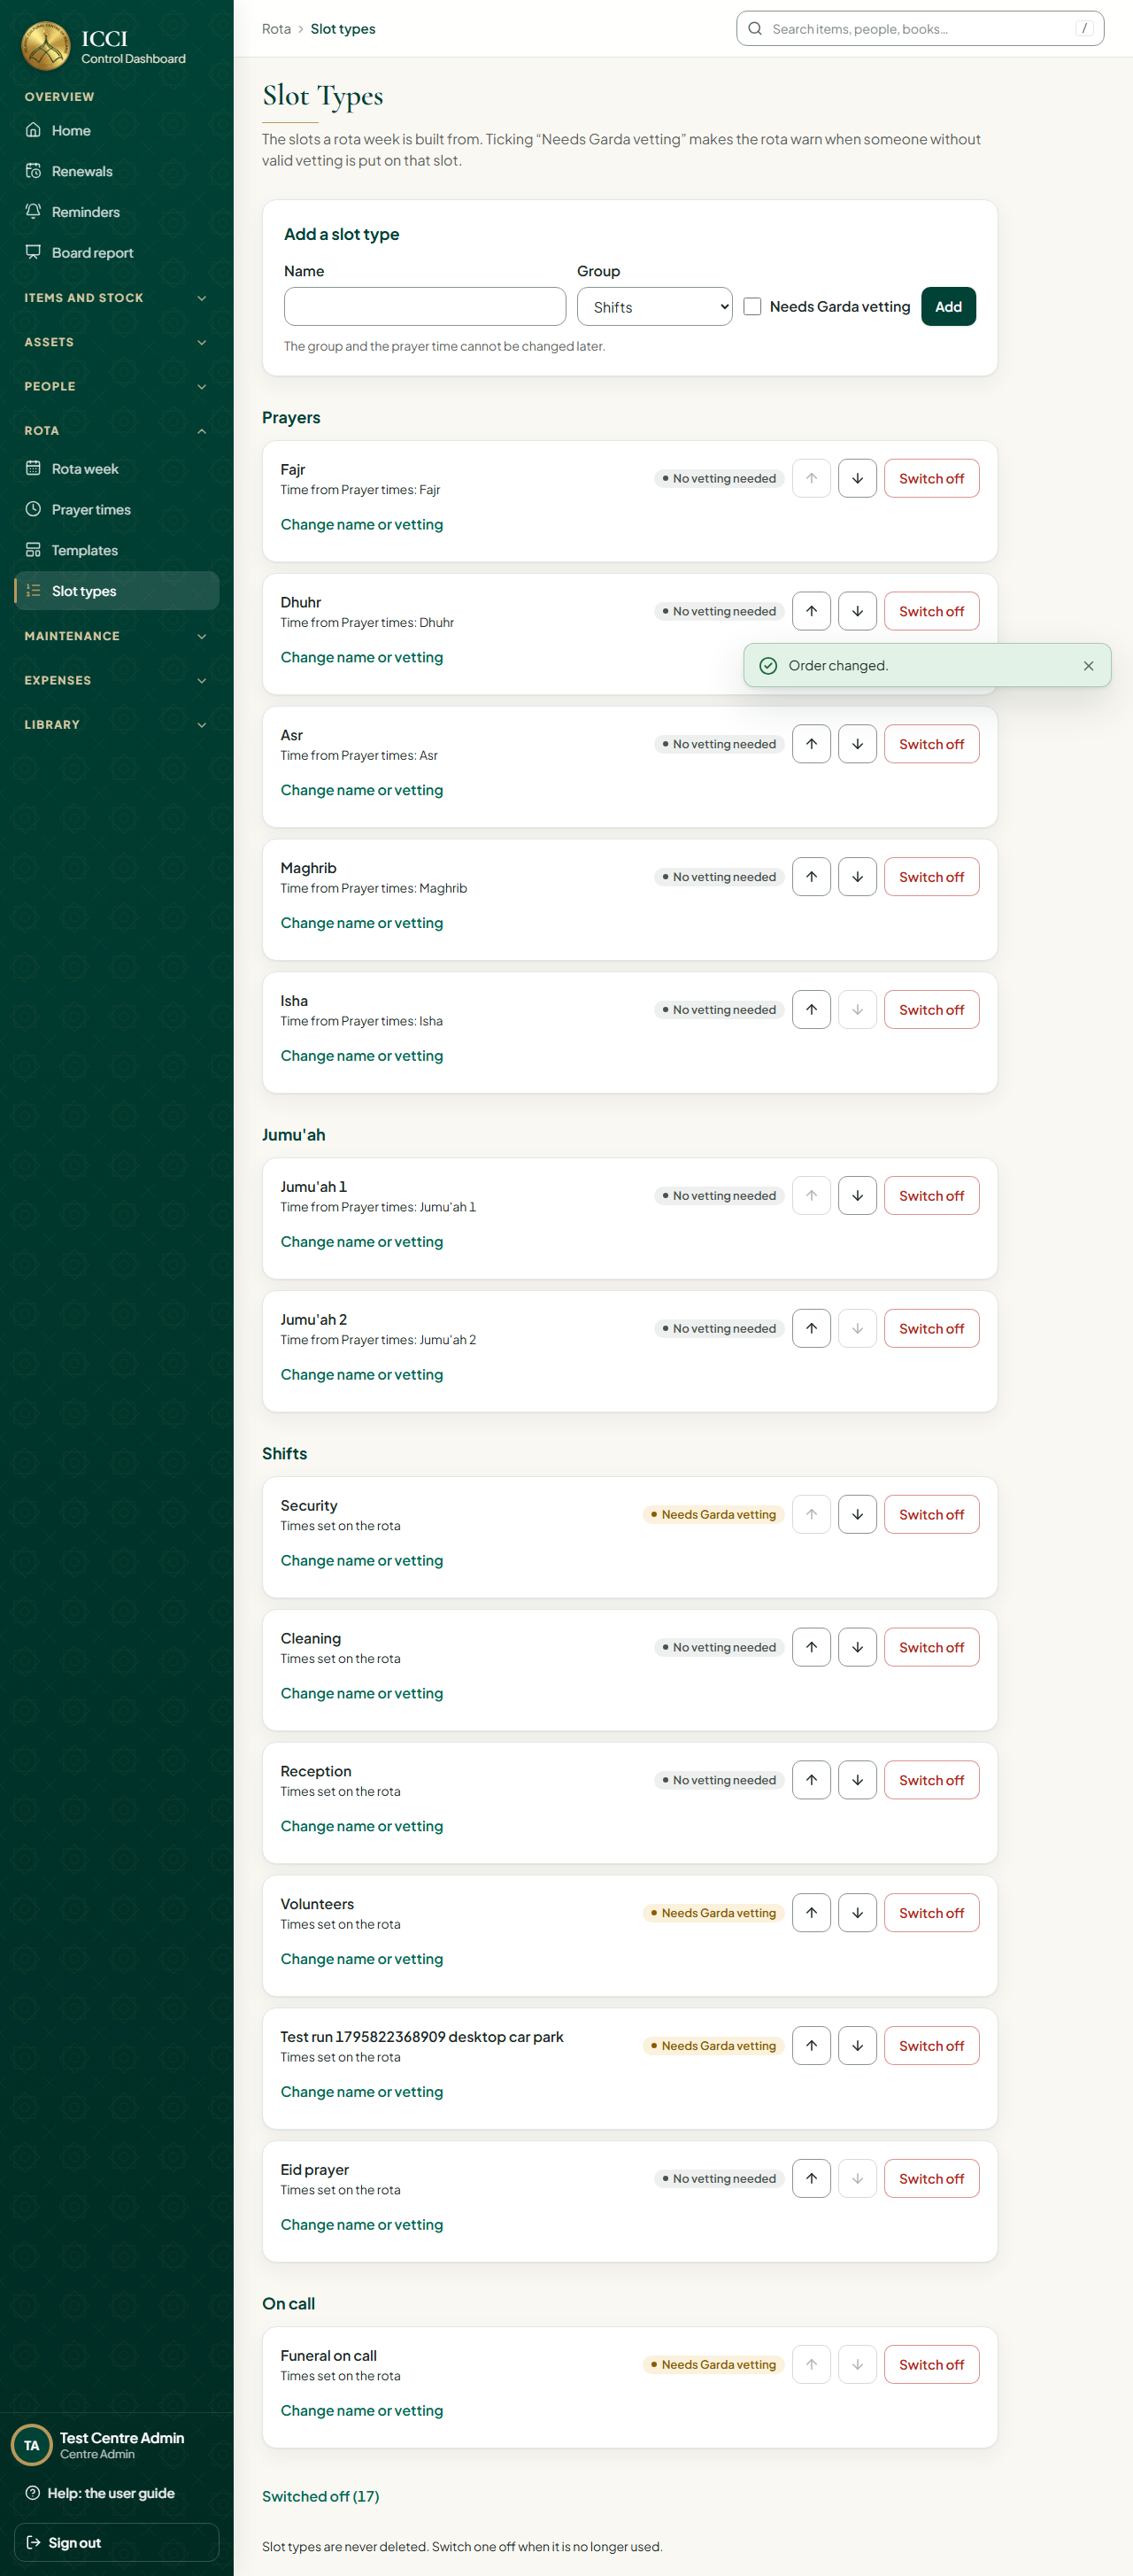 ICCI
Control Dashboard
OVERVIEW
Home
Renewals
Reminders
Board report
ITEMS AND STOCK
ASSETS
PEOPLE
ROTA
Rota week
Prayer times
Templates
Slot types
MAINTENANCE
EXPENSES
LIBRARY
TA
Test Centre Admin
Centre Admin
Help: the user guide
Sign out
Rota > Slot types
Search items, people, books...
/
Slot Types
The slots a rota week is built from. Ticking “Needs Garda vetting” makes the rota warn when someone without
valid vetting is put on that slot.
Add a slot type
Name
Group
Shifts
Needs Garda vetting
Add
The group and the prayer time cannot be changed later.
Prayers
Fajr
Time from Prayer times: Fajr
No vetting needed
Switch off
Change name or vetting
Dhuhr
Time from Prayer times: Dhuhr
No vetting needed
Switch off
Change name or vetting
Order changed.
Asr
Time from Prayer times: Asr
No vetting needed
Switch off
Change name or vetting
Maghrib
Time from Prayer times: Maghrib
No vetting needed
Switch off
Change name or vetting
Isha
Time from Prayer times: Isha
No vetting needed
Switch off
Change name or vetting
Jumu'ah
Jumu'ah 1
Time from Prayer times: Jumu'ah 1
No vetting needed
Switch off
Change name or vetting
Jumu'ah 2
Time from Prayer times: Jumu'ah 2
No vetting needed
Switch off
Change name or vetting
Shifts
Security
Times set on the rota
Needs Garda vetting
Switch off
Change name or vetting
Cleaning
Times set on the rota
No vetting needed
Switch off
Change name or vetting
Reception
Times set on the rota
No vetting needed
Switch off
Change name or vetting
Volunteers
Times set on the rota
Needs Garda vetting
Switch off
Change name or vetting
Test run 1795822368909 desktop car park
Times set on the rota
Needs Garda vetting
Switch off
Change name or vetting
Eid prayer
Times set on the rota
No vetting needed
Switch off
Change name or vetting
On call
Funeral on call
Times set on the rota
Needs Garda vetting
Switch off
Change name or vetting
Switched off (17)
Slot types are never deleted. Switch one off when it is no longer used.